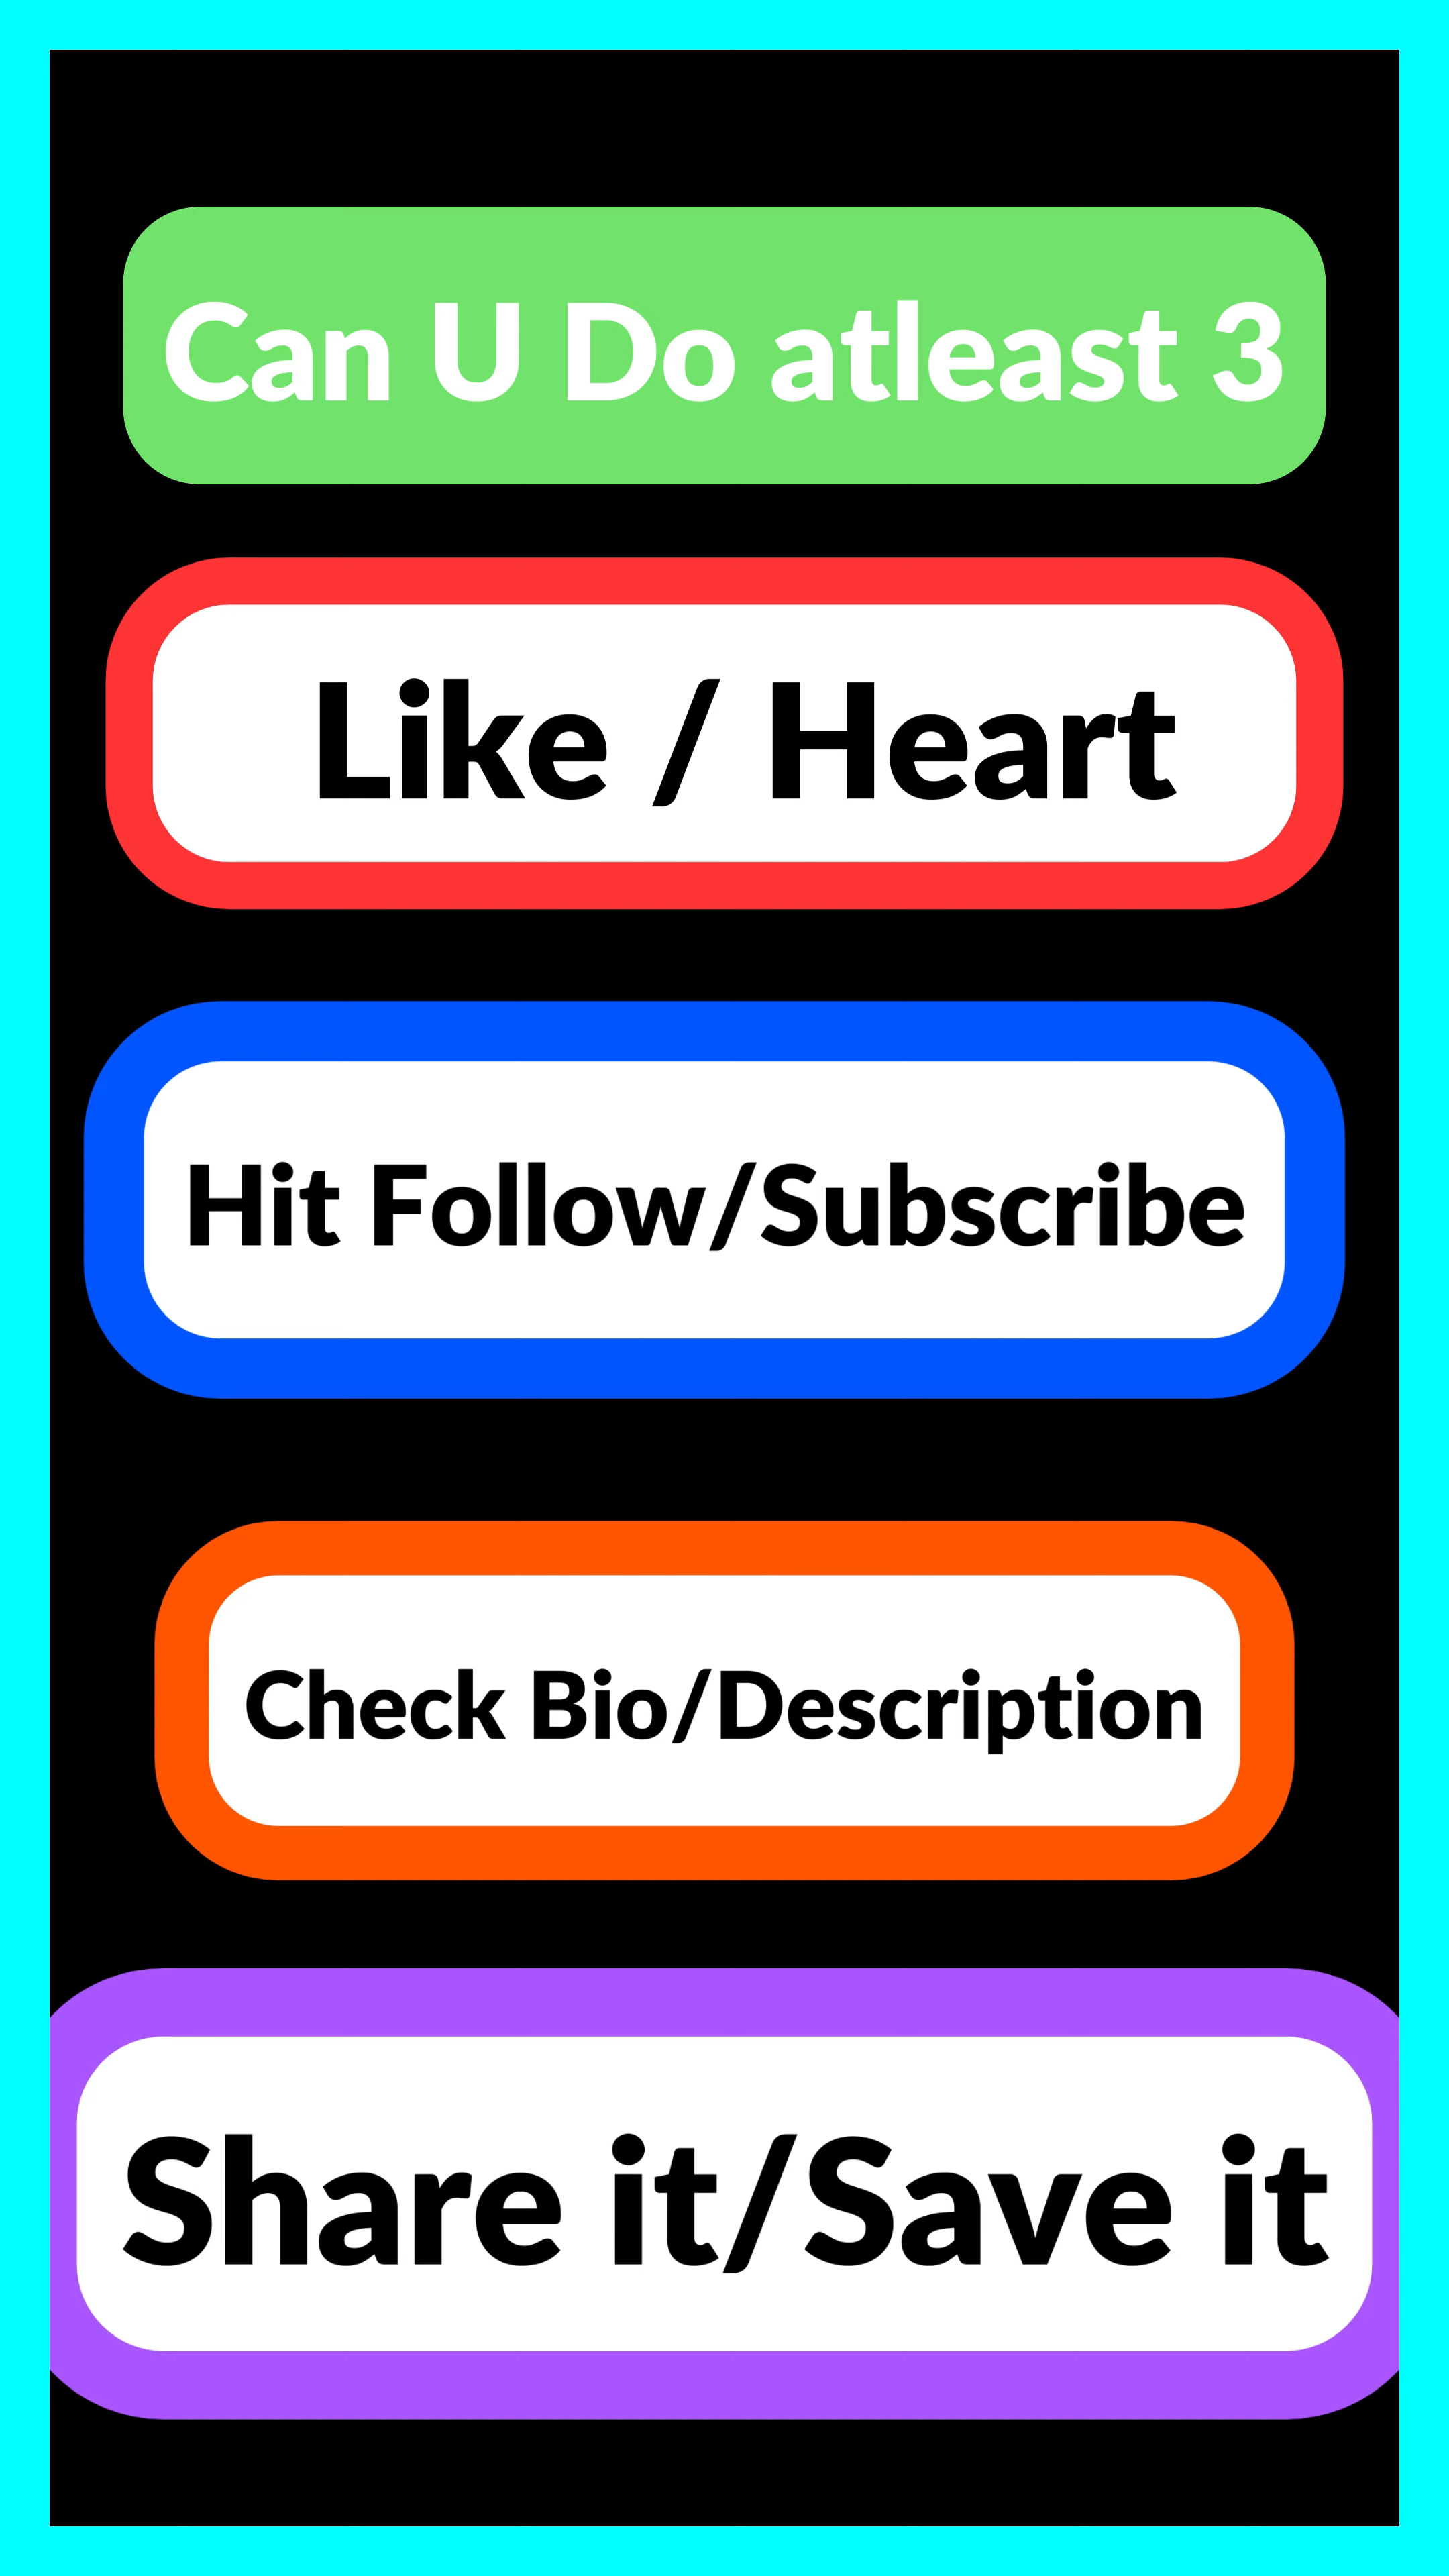 Can U Do atleast 3
Like / Heart
Hit Follow/Subscribe
Check Bio/Description
Share it/Save it